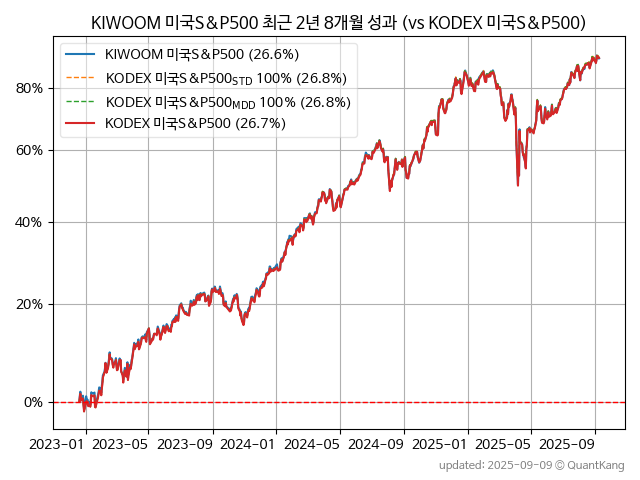 KIWOOM 미국S&P500 최근 2년 8개월 성과 (vs KODEX 미국S&P500)
KIWOOM 미국S&P500 (26.6%)
KODEX 미국S&P500STD 100% (26.8%)
KODEX 미국S&P500MDD 100% (26.8%)
KODEX 미국S&P500 (26.7%)
80%
60%
40%
20%
0%
2023-01 2023-05 2023-09 2024-01 2024-05 2024-09 2025-01 2025-05 2025-09
updated: 2025-09-09 © QuantKang